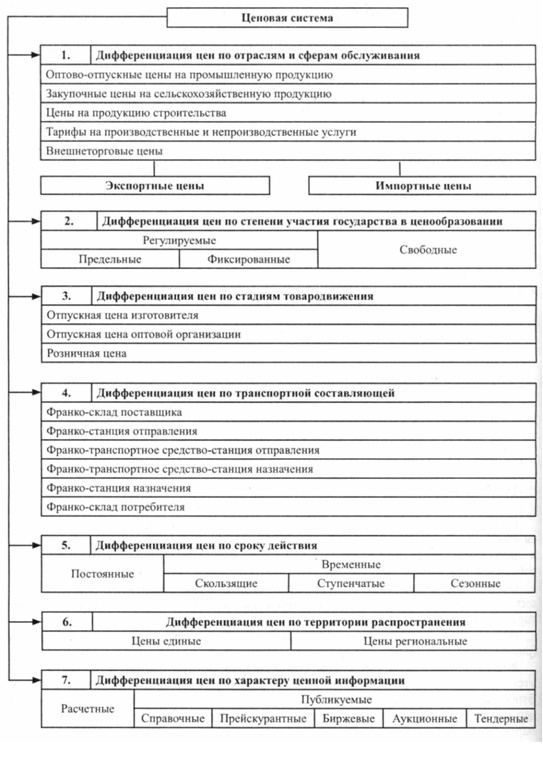 Ценовая система
1. Дифференциация цен по отраслям и сферам обслуживания
Оптово-отпускные цены на промышленную продукцию
Закупочные цены на сельскохозяйственную продукцию
Цены на продукцию строительства
Тарифы на производственные и непроизводственные услуги
Внешнеторговые цены
Экспортные цены Импортные цены
2. Дифференциация цен по степени участия государства в ценообразовании
Регулируемые Свободные
Предельные Фиксированные
3. Дифференциация цен по стадиям товародвижения
Отпускная цена изготовителя
Отпускная цена оптовой организации
Розничная цена
4. Дифференциация цен по транспортной составляющей
Франко-склад поставщика
Франко-станция отправления
Франко-транспортное средство-станция отправления
Франко-транспортное средство-станция назначения
Франко-станция назначения
Франко-склад потребителя
5. Дифференциация цен по сроку действия
Постоянные Временные
Скользящие Ступенчатые Сезонные
6. Дифференциация цен по территории распространения
Цены единые Цены региональные
7. Дифференциация цен по характеру ценной информации
Расчетные Публикуемые
Справочные Прейскурантные Биржевые Аукционные Тендерные